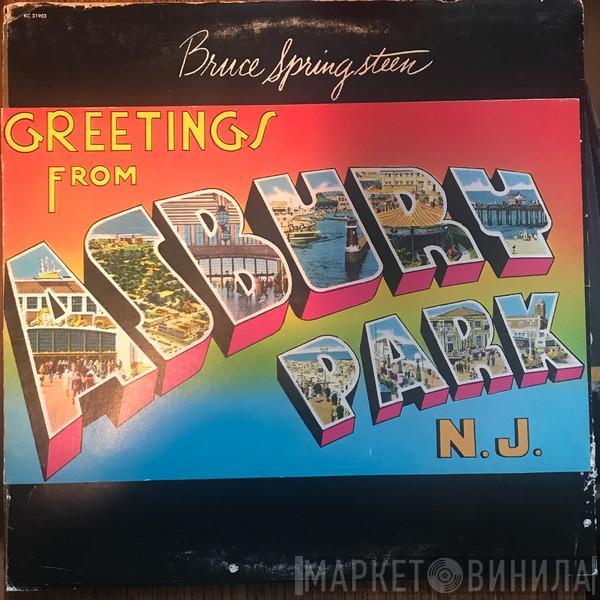 KC 31903
Bruce Springsteen
GREETINGS
FROM
ASBURY
PARK
N.J.
МАРКЕТ ВИНИЛА